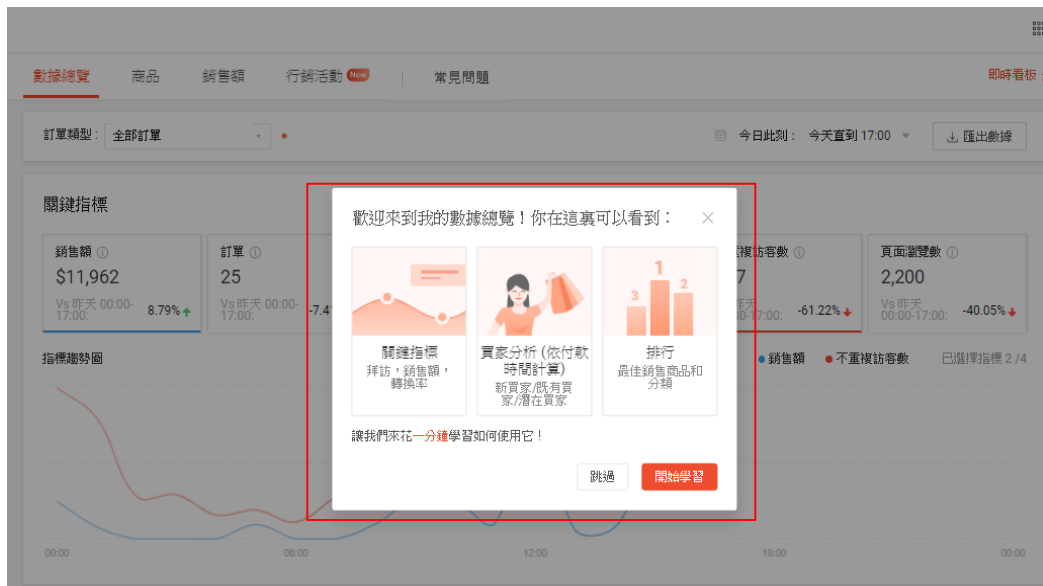 數據總覽 商品 銷售額 行銷活動 New 常見問題 即時看板
訂單類型： 全部訂單 今日此刻： 今天直到 17:00 匯出數據
關鍵指標
歡迎來到我的數據總覽！你在這裏可以看到：
銷售額
$11,962
Vs 昨天 00:00-17:00: 8.79%
訂單
25
Vs 昨天 00:00-17:00: -7.4
複訪客數
7
00-17:00: -61.22%
頁面瀏覽數
2,200
Vs 昨天 00:00-17:00: -40.05%
1
2
3
關鍵指標
拜訪，銷售額，
轉換率
買家分析 (依付款
時間計算)
新買家/既有買
家/潛在買家
排行
最佳銷售商品和
分類
指標趨勢圖
銷售額 不重複訪客數 已選擇指標 2 /4
讓我們來花一分鐘學習如何使用它！
跳過 開始學習
00:00 06:00 12:00 18:00 00:00